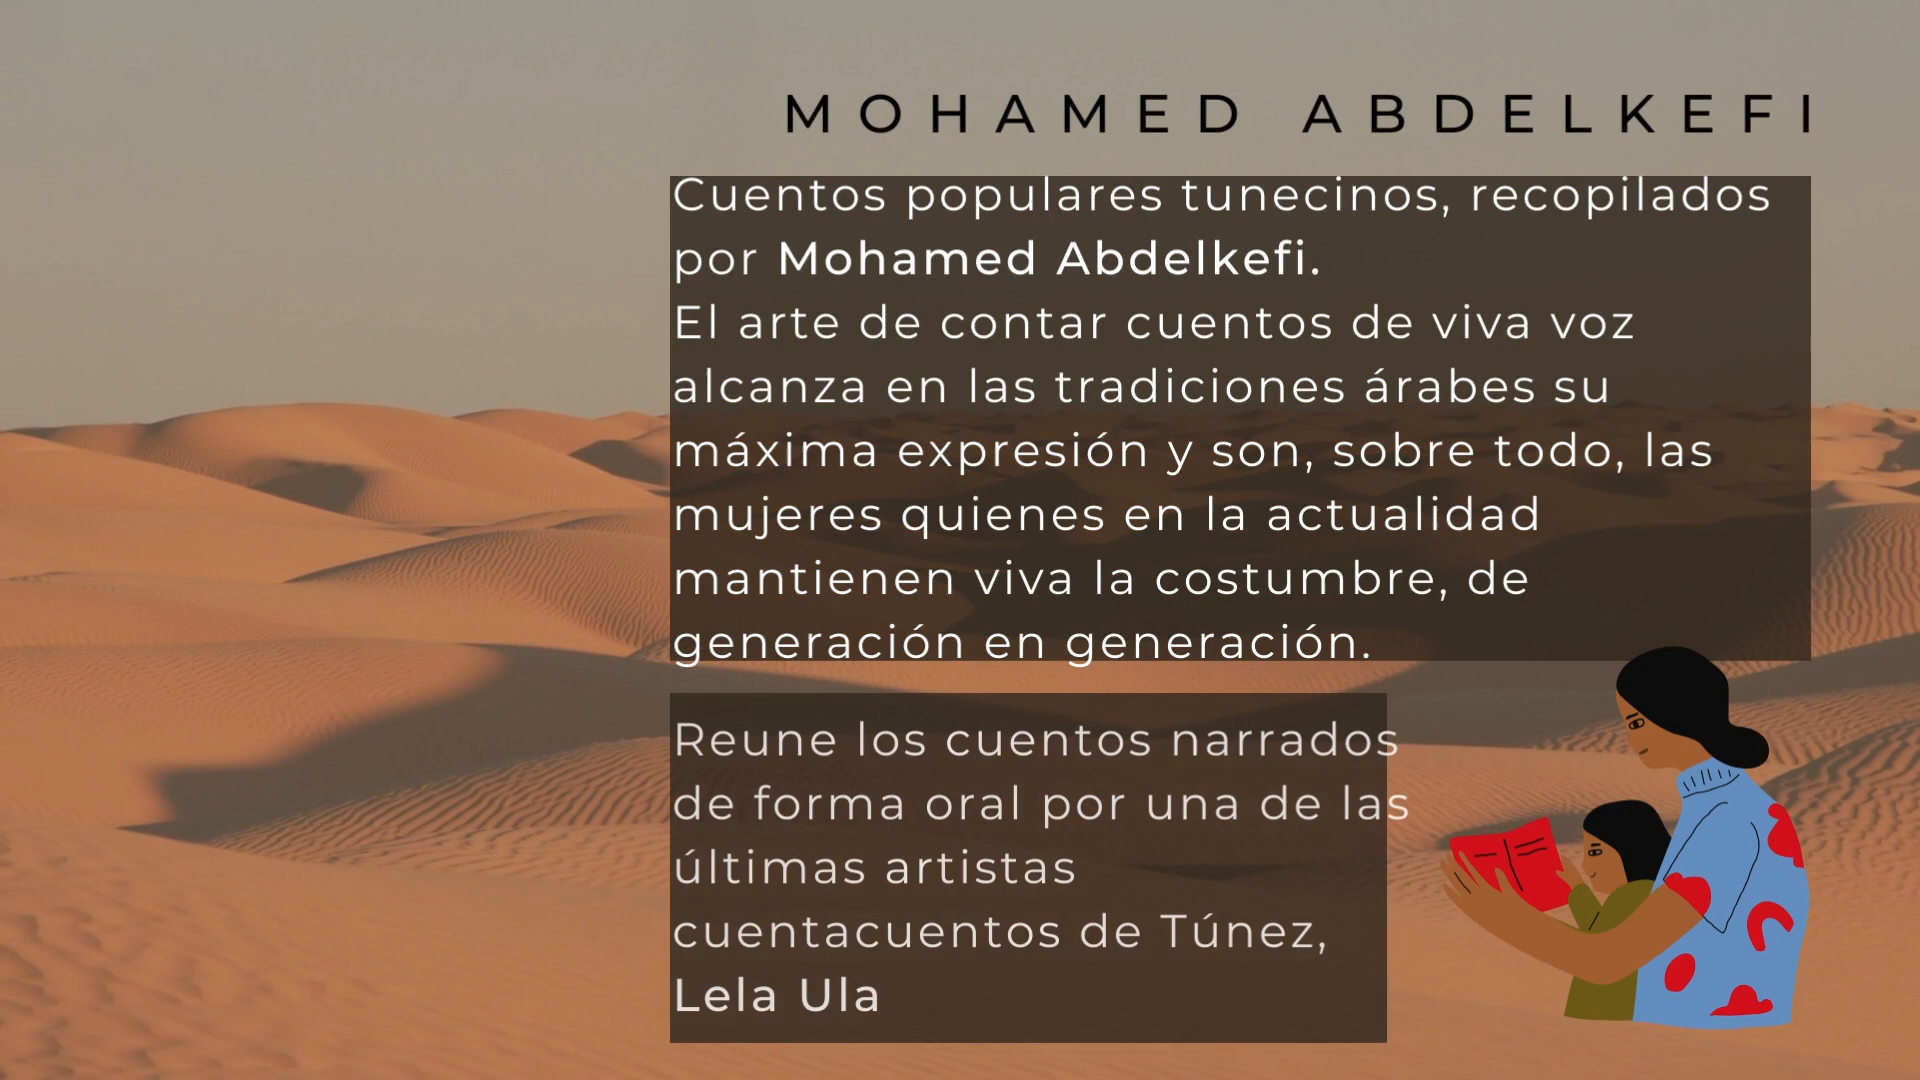 MOHAMED ABDELKEFI
Cuentos populares tunecinos, recopilados
por Mohamed Abdelkefi.
El arte de contar cuentos de viva voz
alcanza en las tradiciones árabes su
máxima expresión y son, sobre todo, las
mujeres quienes en la actualidad
mantienen viva la costumbre, de
generación en generación.
Reune los cuentos narrados
de forma oral por una de las
últimas artistas
cuentacuentos de Túnez,
Lela Ula